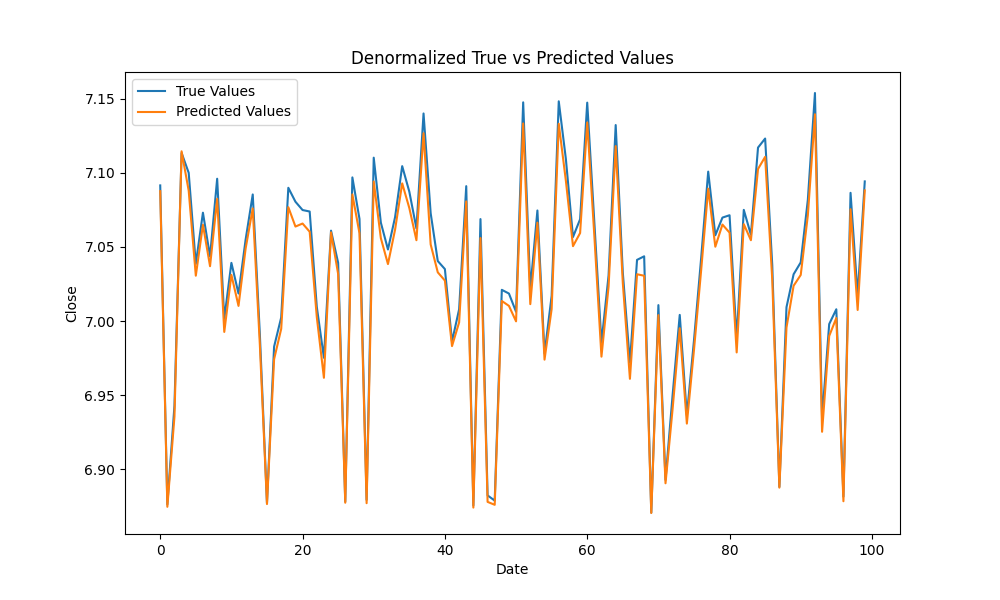 Denormalized True vs Predicted Values
True Values
Predicted Values
7.15
7.10
7.05
7.00
6.95
6.90
Close
0 20 40 60 80 100
Date